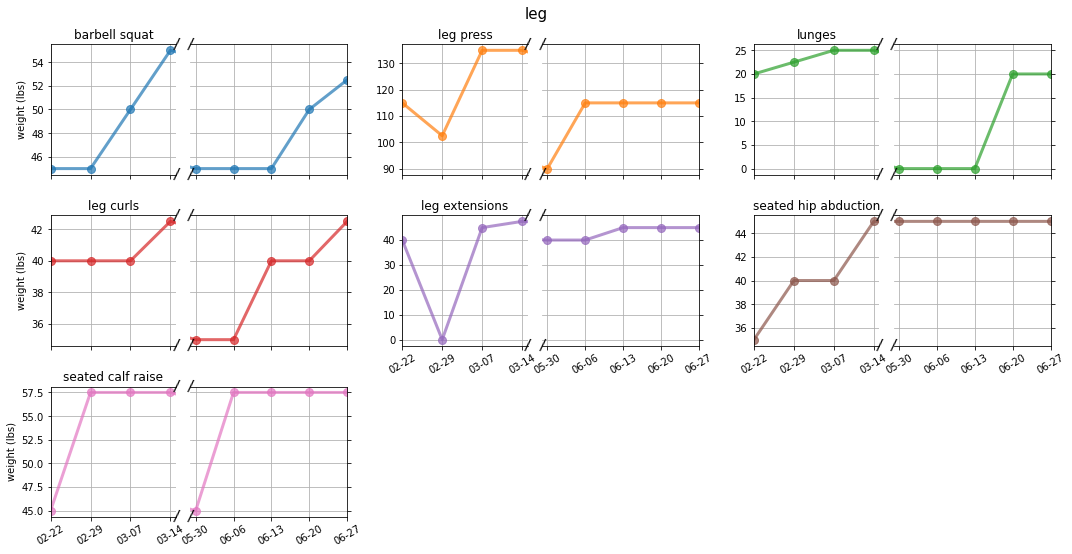 leg
barbell squat
leg press
lunges
weight (lbs)
54
52
50
48
46
130
120
110
100
90
25
20
15
10
5
0
leg curls
leg extensions
seated hip abduction
weight (lbs)
42
40
38
36
40
30
20
10
0
44
42
40
38
36
02-22 02-29 03-07 03-14 05-30 06-06 06-13 06-20 06-27
02-22 02-29 03-07 03-14 05-30 06-06 06-13 06-20 06-27
seated calf raise
weight (lbs)
57.5
55.0
52.5
50.0
47.5
45.0
02-22 02-29 03-07 03-14 05-30 06-06 06-13 06-20 06-27